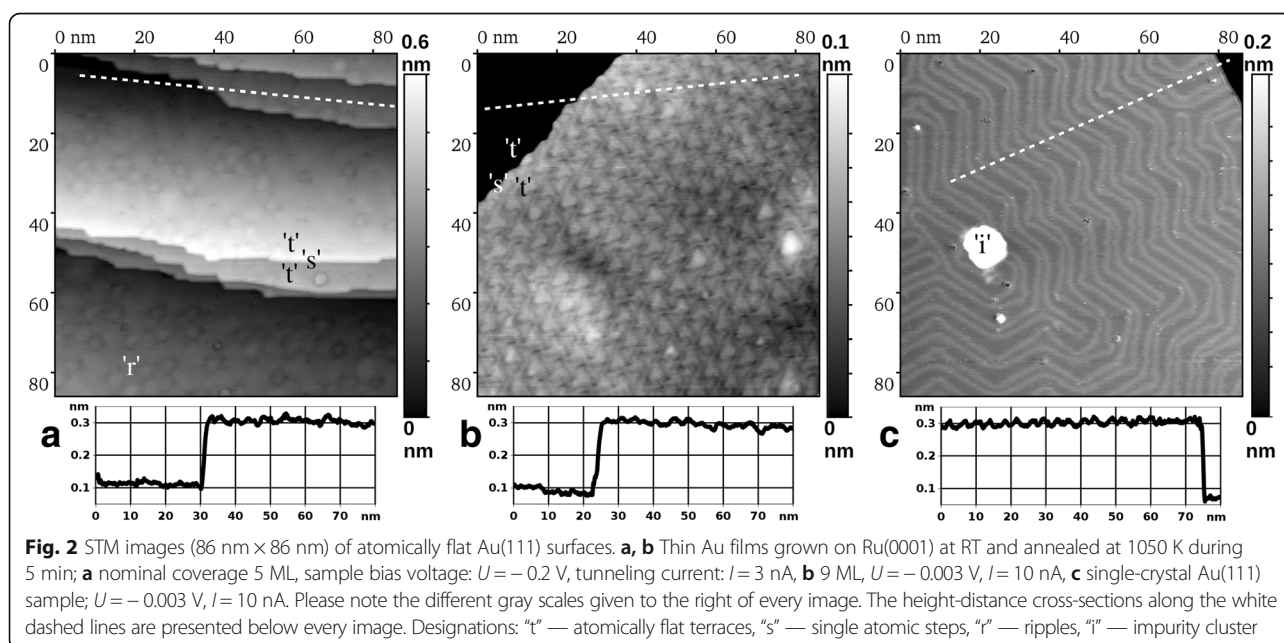 0 nm 20 40 60 80
0.6
nm
0
20
40
60
80
't'
's'
't'
'r'
0
nm
a
nm
0.3
0.2
0.1
0 10 20 30 40 50 60 70 nm
0 nm 20 40 60 80
0.1
nm
0
20
40
60
80
't'
's' 't'
0
nm
b
nm
0.3
0.2
0.1
0 10 20 30 40 50 60 70 nm
0 nm 20 40 60 80
0.2
nm
0
20
40
60
80
'i'
0
nm
c
nm
0.3
0.2
0.1
0 10 20 30 40 50 60 70 nm
Fig. 2 STM images (86 nm × 86 nm) of atomically flat Au(111) surfaces. a, b Thin Au films grown on Ru(0001) at RT and annealed at 1050 K during
5 min; a nominal coverage 5 ML, sample bias voltage: U = − 0.2 V, tunneling current: I = 3 nA, b 9 ML, U = − 0.003 V, I = 10 nA, c single-crystal Au(111)
sample; U = − 0.003 V, I = 10 nA. Please note the different gray scales given to the right of every image. The height-distance cross-sections along the white
dashed lines are presented below every image. Designations: “t” — atomically flat terraces, “s” — single atomic steps, “r” — ripples, “i” — impurity cluster